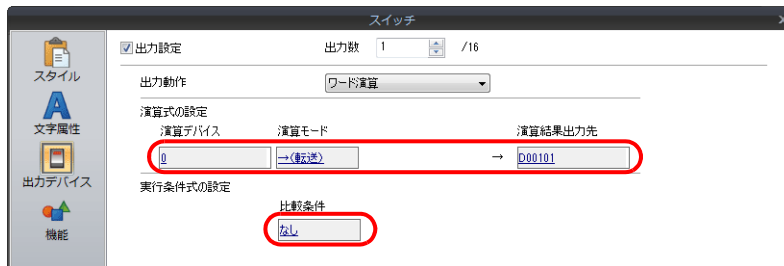 スイッチ
スタイル
文字属性
出力デバイス
機能
出力設定 出力数 1 /16
出力動作 ワード演算
演算式の設定
演算デバイス 演算モード 演算結果出力先
0 →(転送) → D00101
実行条件式の設定
比較条件
なし